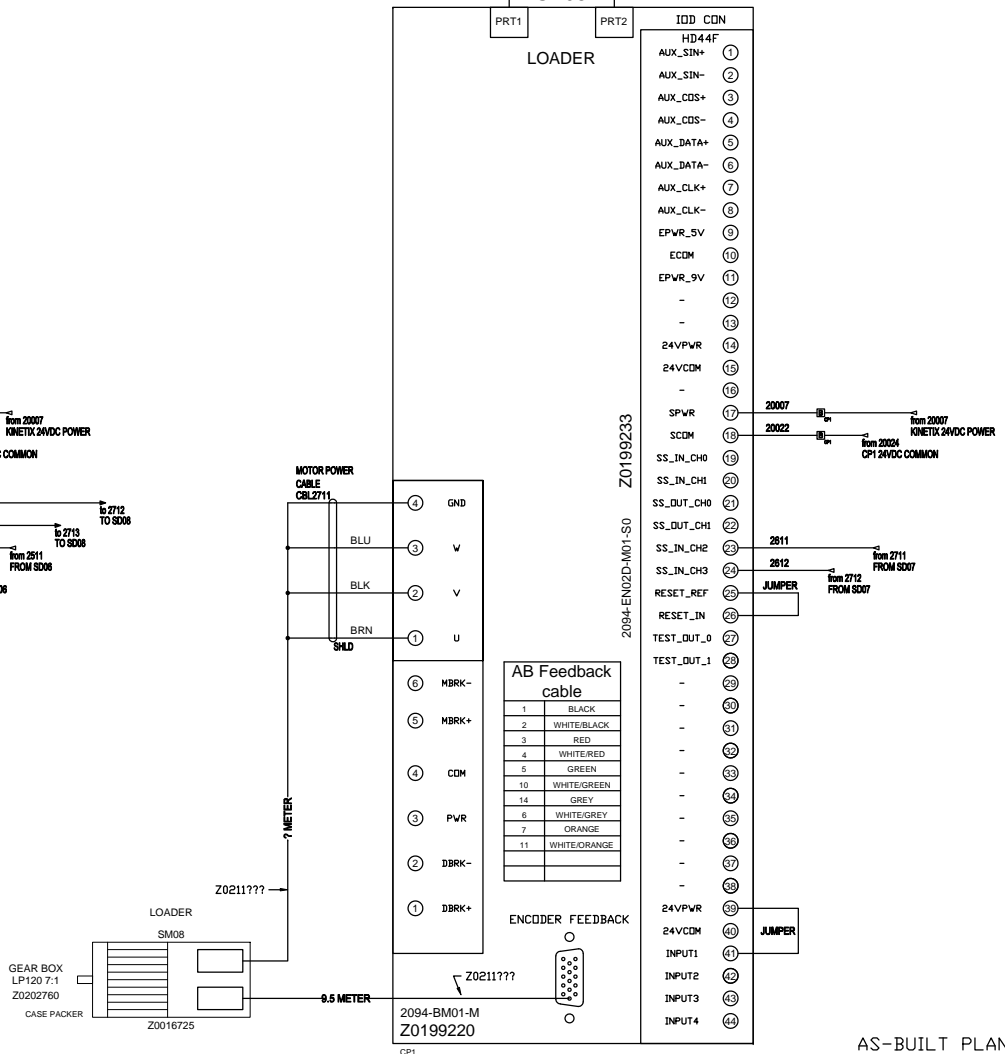 PRT1
PRT2
IOD CON
HD44F
LOADER
AUX_SIN+ 1
AUX_SIN- 2
AUX_COS+ 3
AUX_COS- 4
AUX_DATA+ 5
AUX_DATA- 6
AUX_CLK+ 7
AUX_CLK- 8
EPWR_5V 9
ECOM 10
EPWR_9V 11
- 12
- 13
24VPWR 14
24VCOM 15
- 16
SPWR 17
SCOM 18
SS_IN_CH0 19
SS_IN_CH1 20
SS_OUT_CH0 21
SS_OUT_CH1 22
SS_IN_CH2 23
SS_IN_CH3 24
RESET_REF 25
RESET_IN 26
TEST_OUT_0 27
TEST_OUT_1 28
- 29
- 30
- 31
- 32
- 33
- 34
- 35
- 36
- 37
- 38
24VPWR 39
24VCOM 40
INPUT1 41
INPUT2 42
INPUT3 43
INPUT4 44
20007
CP1
from 20007
KINETIX 24VDC POWER
20022
CP1
from 20024
CP1 24VDC COMMON
2611
from 2711
FROM SD07
2612
from 2712
FROM SD07
JUMPER
JUMPER
Z0199233
2094-EN02D-M01-S0
from 20007
KINETIX 24VDC POWER
COMMON
to 2712
TO SD08
to 2713
TO SD08
from 2511
FROM SD06
MOTOR POWER
CABLE
CBL2711
BLU
BLK
BRN
SHLD
4 GND
3 W
2 V
1 U
6 MBRK-
5 MBRK+
4 COM
3 PWR
2 DBRK-
1 DBRK+
AB Feedback
cable
1 BLACK
2 WHITE/BLACK
3 RED
4 WHITE/RED
5 GREEN
10 WHITE/GREEN
14 GREY
6 WHITE/GREY
7 ORANGE
11 WHITE/ORANGE
ENCODER FEEDBACK
? METER
Z0211???
LOADER
SM08
GEAR BOX
LP120 7:1
Z0202760
CASE PACKER
Z0016725
9.5 METER
Z0211???
2094-BM01-M
Z0199220
CP1
AS-BUILT PLAN